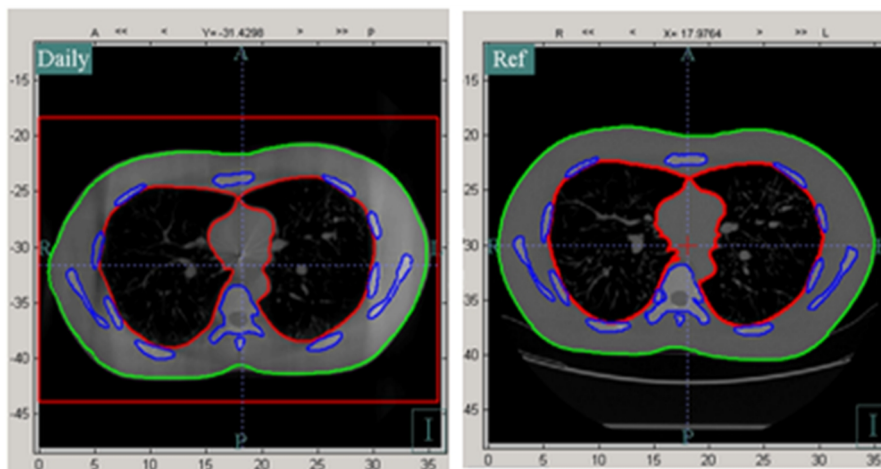 A << < Y= -31.4298 > >> P
R << < X= 17.9764 > >> L
Daily
A
Ref
A
-15
-20
-25
-30
-35
-40
-45
-15
-20
-25
-30
-35
-40
-45
R
L
R
P
I
P
I
0 5 10 15 20 25 30 35
0 5 10 15 20 25 30 35